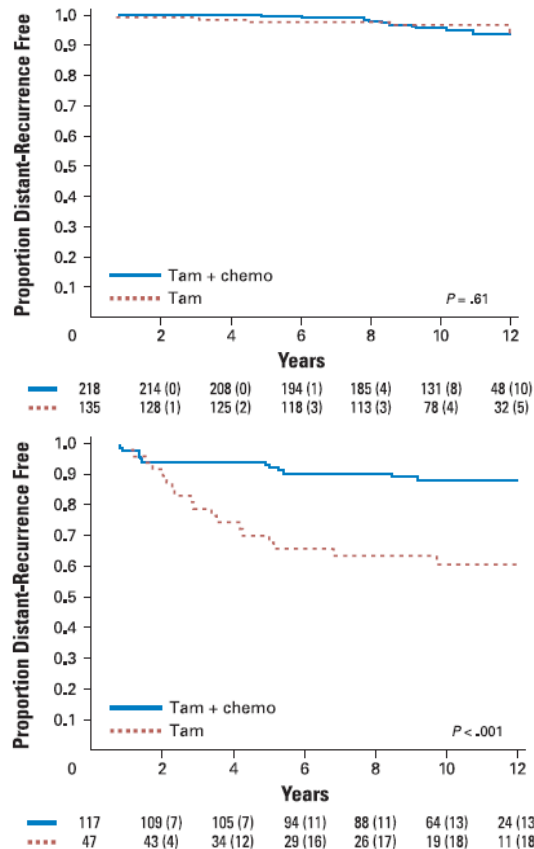 Proportion Distant-Recurrence Free
1.0
0.9
0.8
0.7
0.6
0.5
0.4
0.3
0.2
0.1
Tam + chemo
Tam
P = .61
0 2 4 6 8 10 12
Years
218 214 (0) 208 (0) 194 (1) 185 (4) 131 (8) 48 (10)
135 128 (1) 125 (2) 118 (3) 113 (3) 78 (4) 32 (5)
Proportion Distant-Recurrence Free
1.0
0.9
0.8
0.7
0.6
0.5
0.4
0.3
0.2
0.1
Tam + chemo
Tam
P < .001
0 2 4 6 8 10 12
Years
117 109 (7) 105 (7) 94 (11) 88 (11) 64 (13) 24 (13
47 43 (4) 34 (12) 29 (16) 26 (17) 19 (18) 11 (18